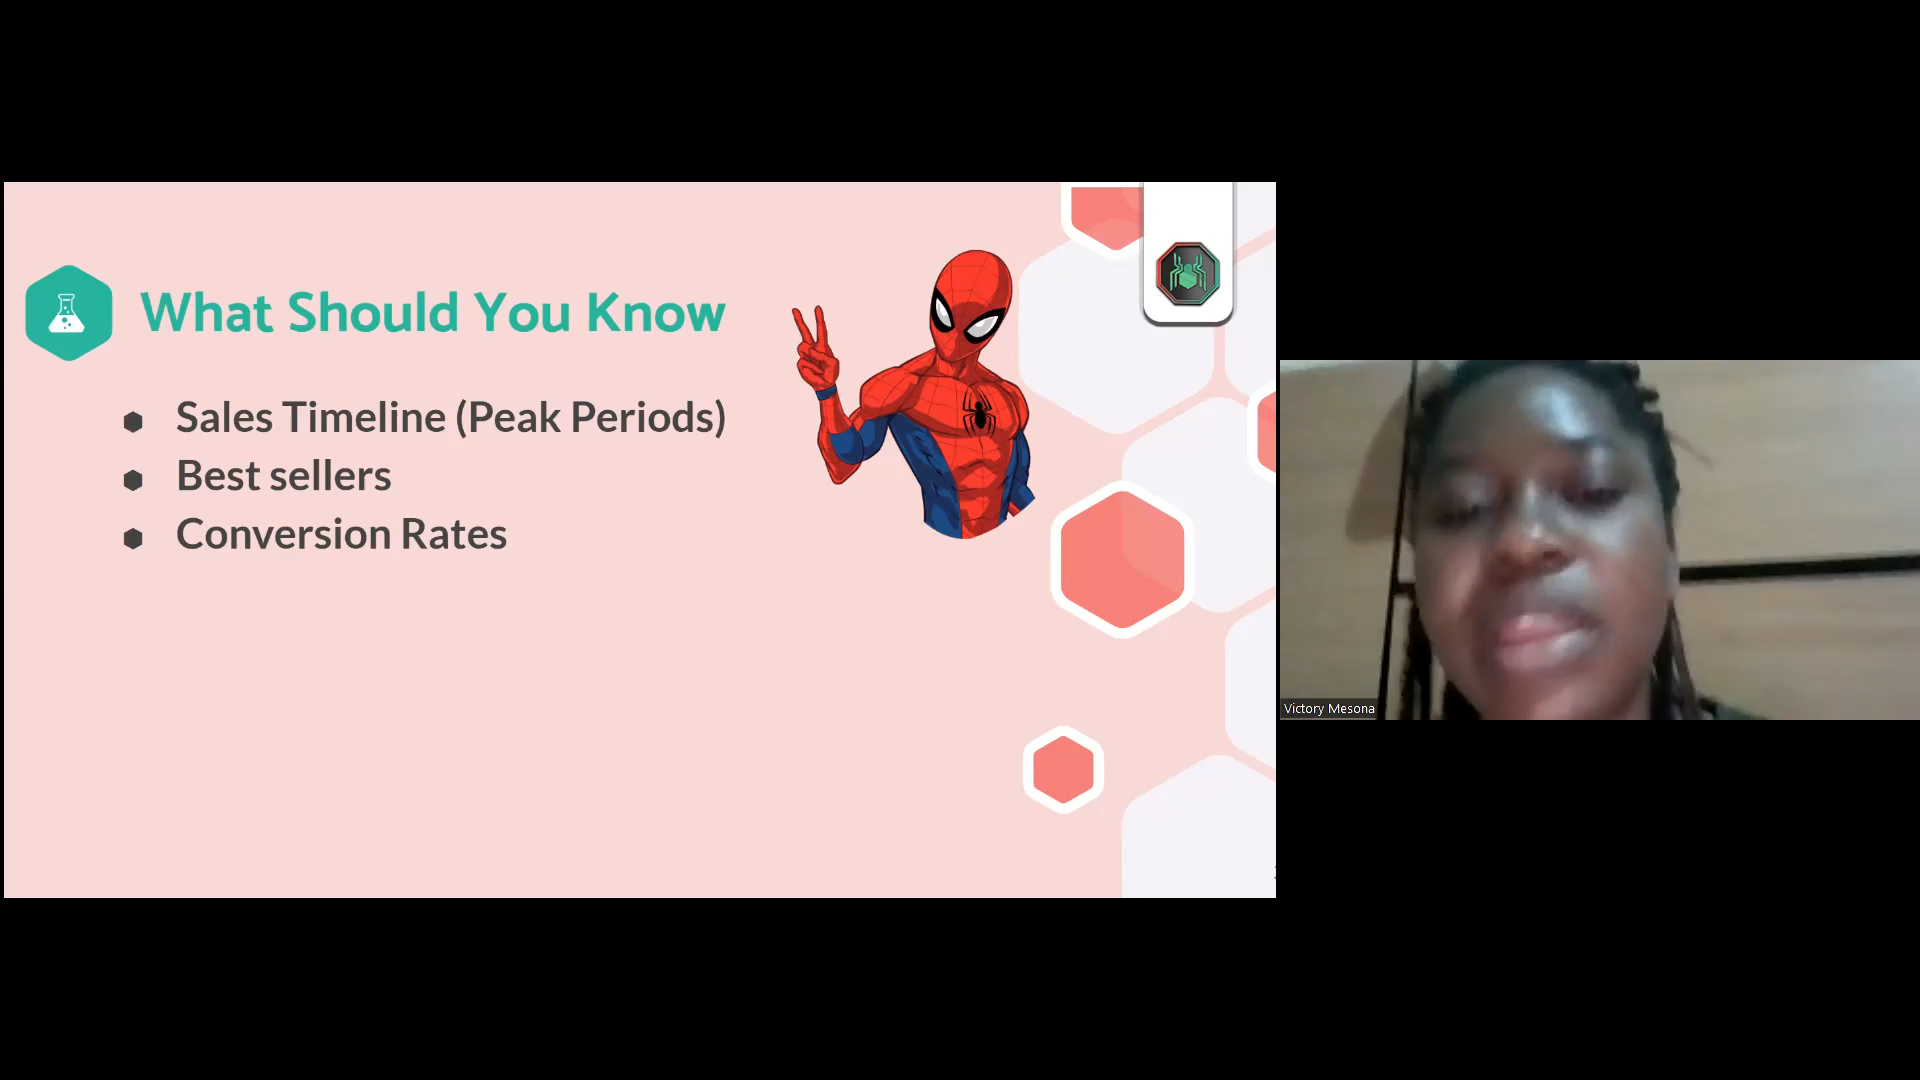 What Should You Know
Sales Timeline (Peak Periods)
Best sellers
Conversion Rates
Victory Mesona